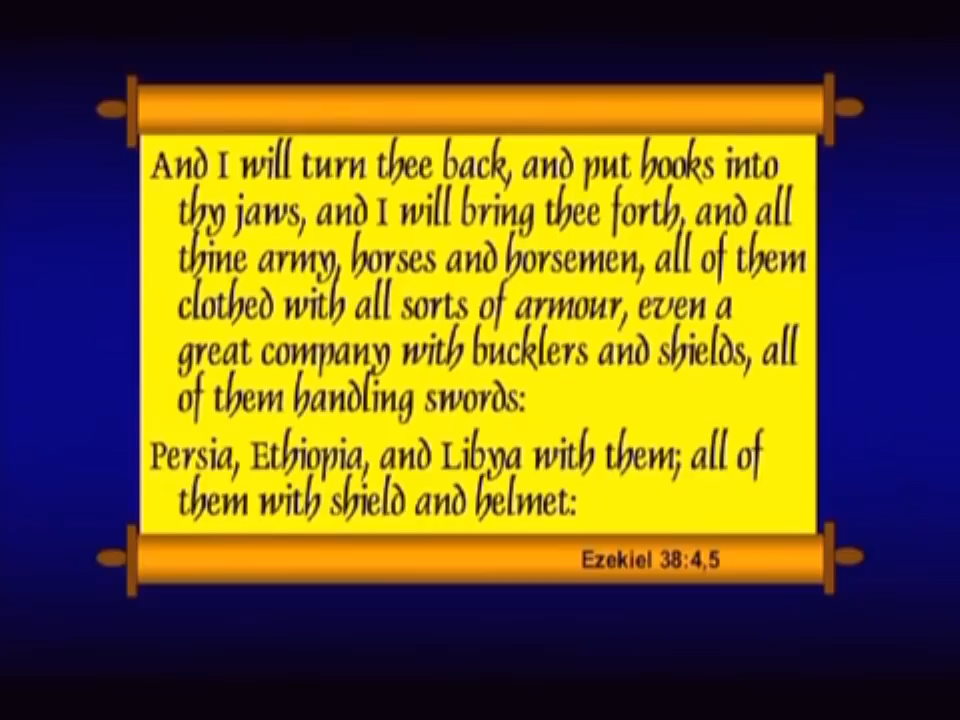 And I will turn thee back, and put hooks into
thy jaws, and I will bring thee forth, and all
thine army, horses and horsemen, all of them
clothed with all sorts of armour, even a
great company with bucklers and shields, all
of them handling swords:
Persia, Ethiopia, and Libya with them; all of
them with shield and helmet:
Ezekiel 38:4,5